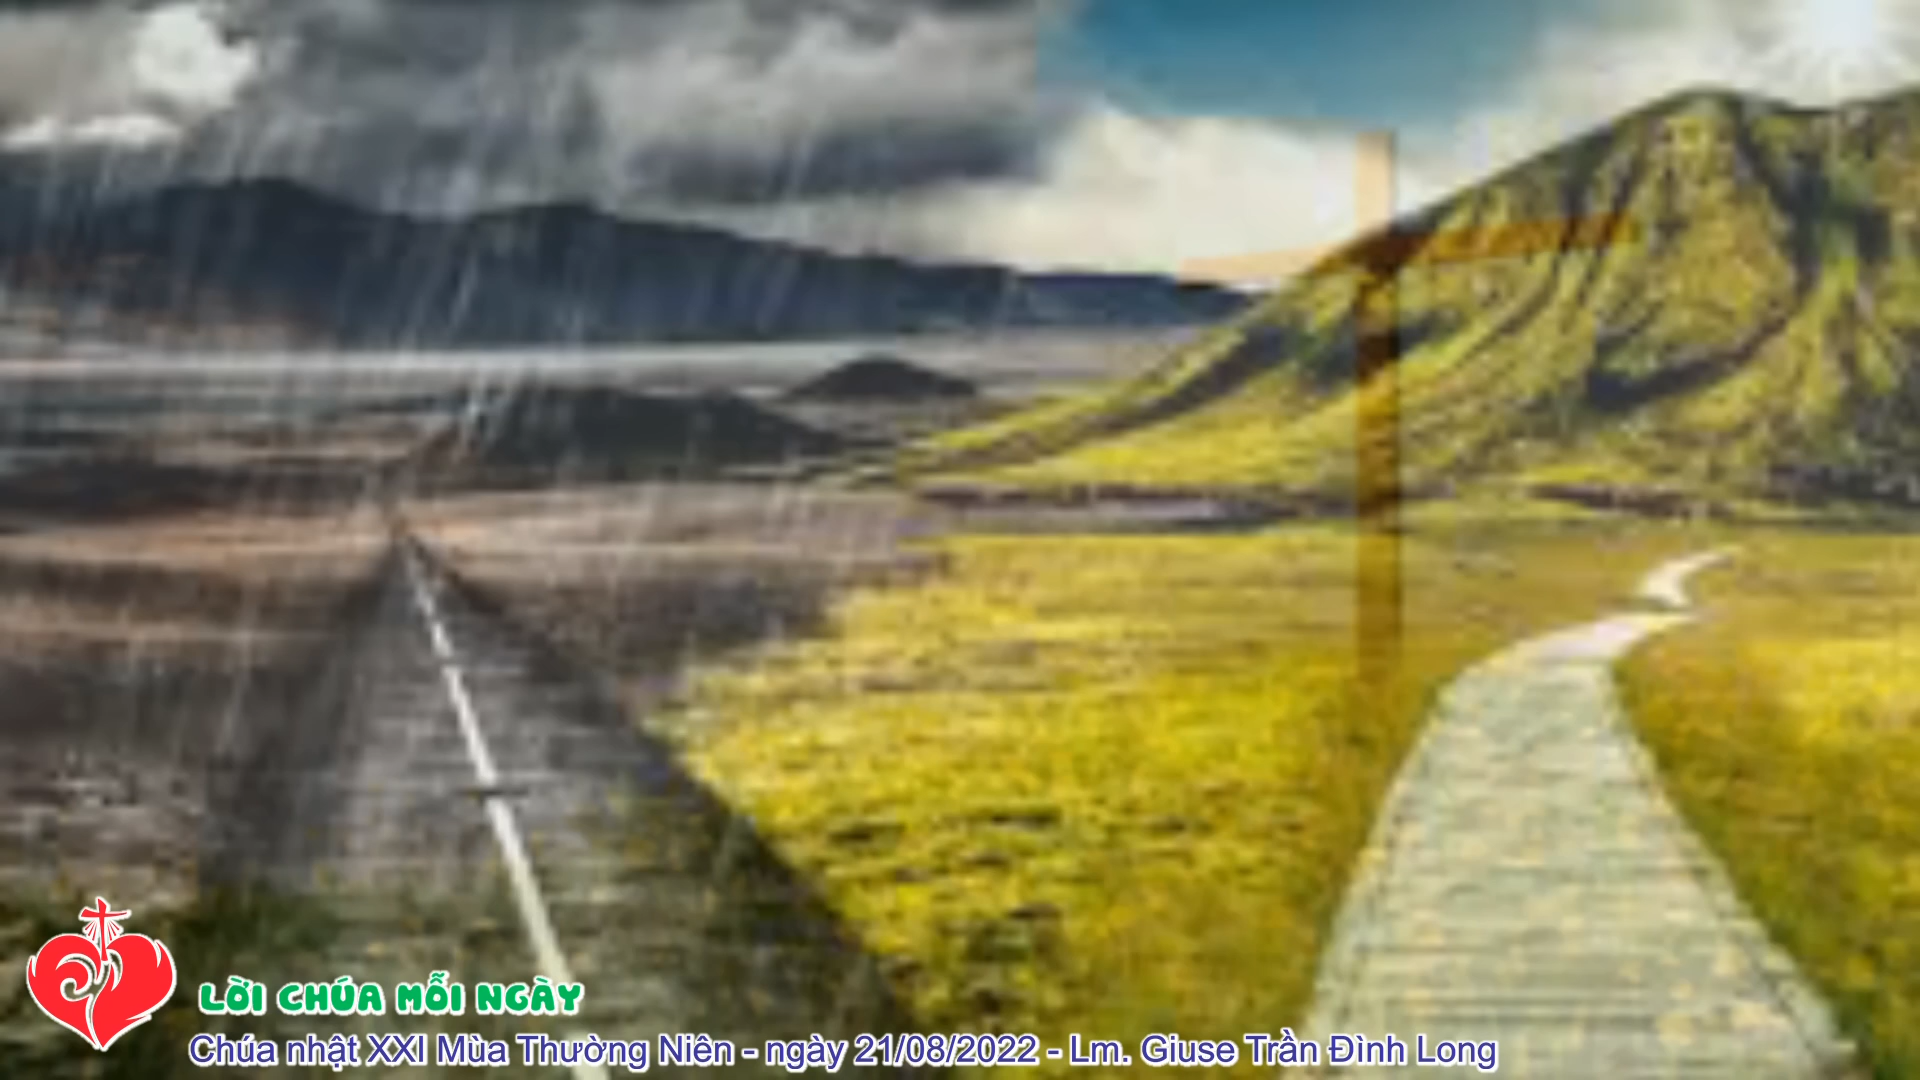 LỜI CHÚA MỖI NGÀY
Chúa nhật XXI Mùa Thường Niên - ngày 21/08/2022 - Lm. Giuse Trần Đình Long